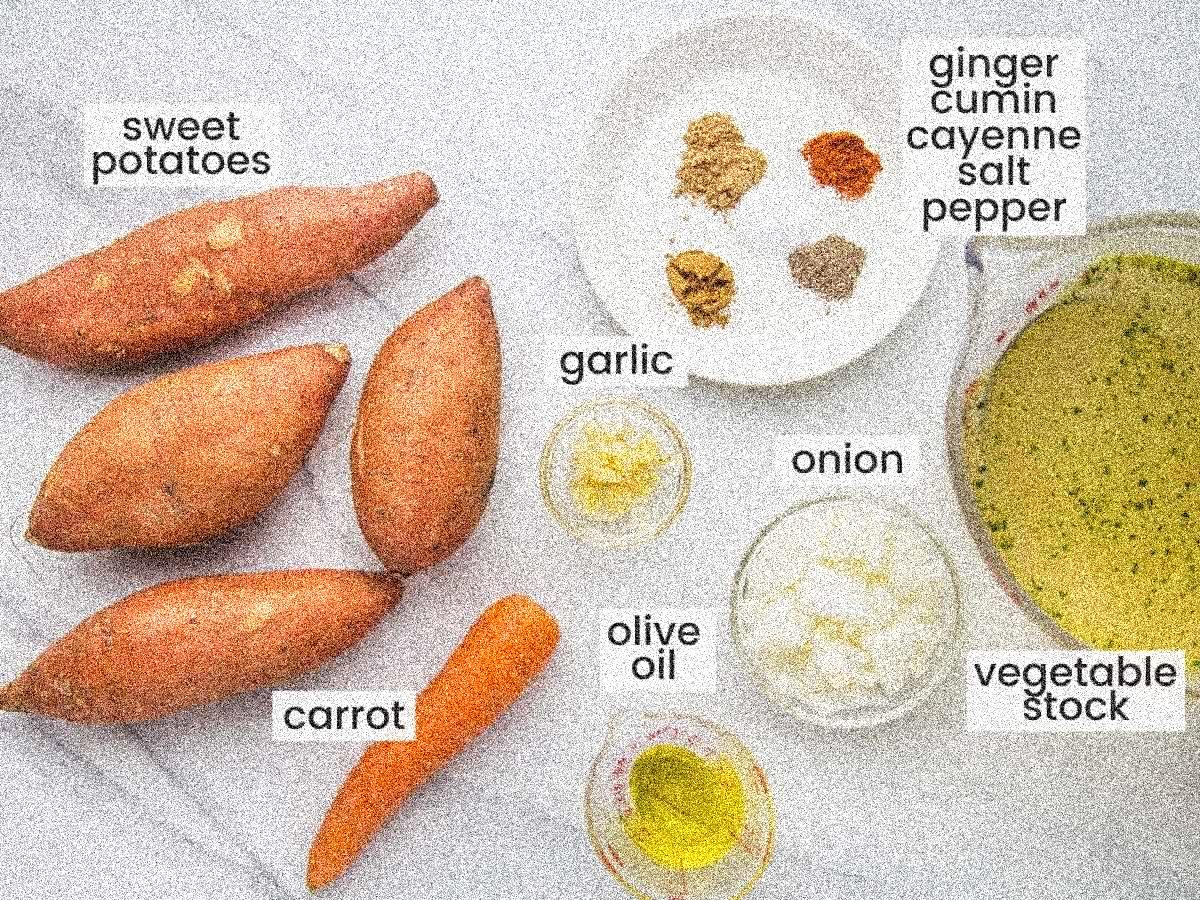 ginger
cumin
cayenne
salt
pepper
sweet
potatoes
garlic
onion
olive
oil
vegetable
stock
carrot